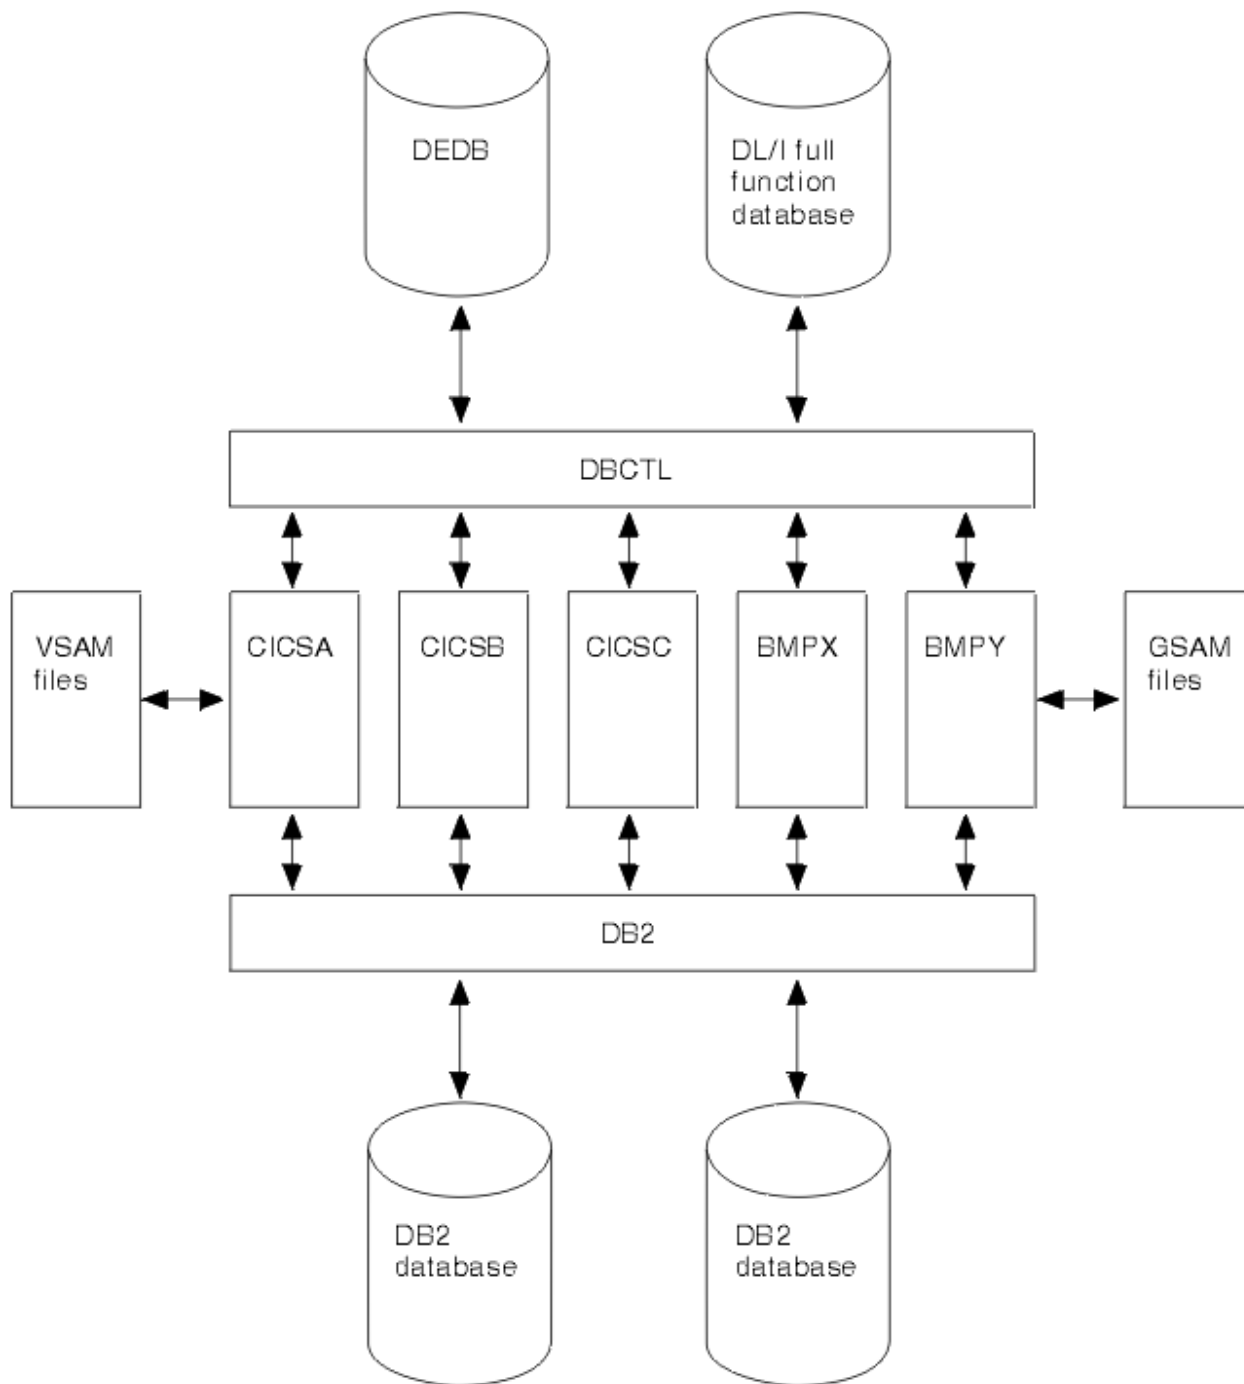 DEDB
DL/I full
function
database
DBCTL
VSAM
files
CICSA
CICSB
CICSC
BMPX
BMPY
GSAM
files
DB2
DB2
database
DB2
database